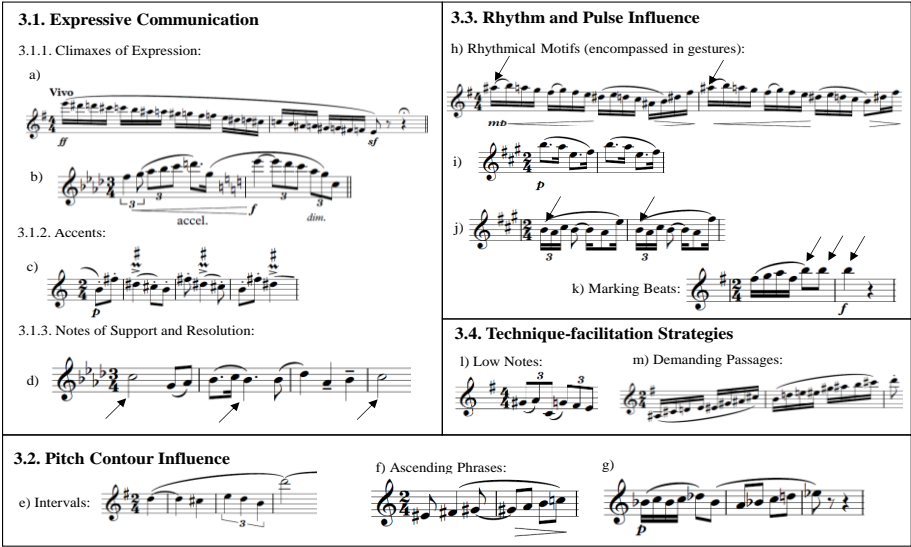 3.1. Expressive Communication
3.1.1. Climaxes of Expression:
a)
Vivo
ff
sf
b)
3
3
3
accel.
f
dim.
3.1.2. Accents:
c)
p
3.1.3. Notes of Support and Resolution:
d)
3.2. Pitch Contour Influence
e) Intervals:
3
f) Ascending Phrases:
g)
p
3.3. Rhythm and Pulse Influence
h) Rhythmical Motifs (encompassed in gestures):
mp
i)
p
j)
3
3
k) Marking Beats:
f
3.4. Technique-facilitation Strategies
l) Low Notes:
3
3
m) Demanding Passages: